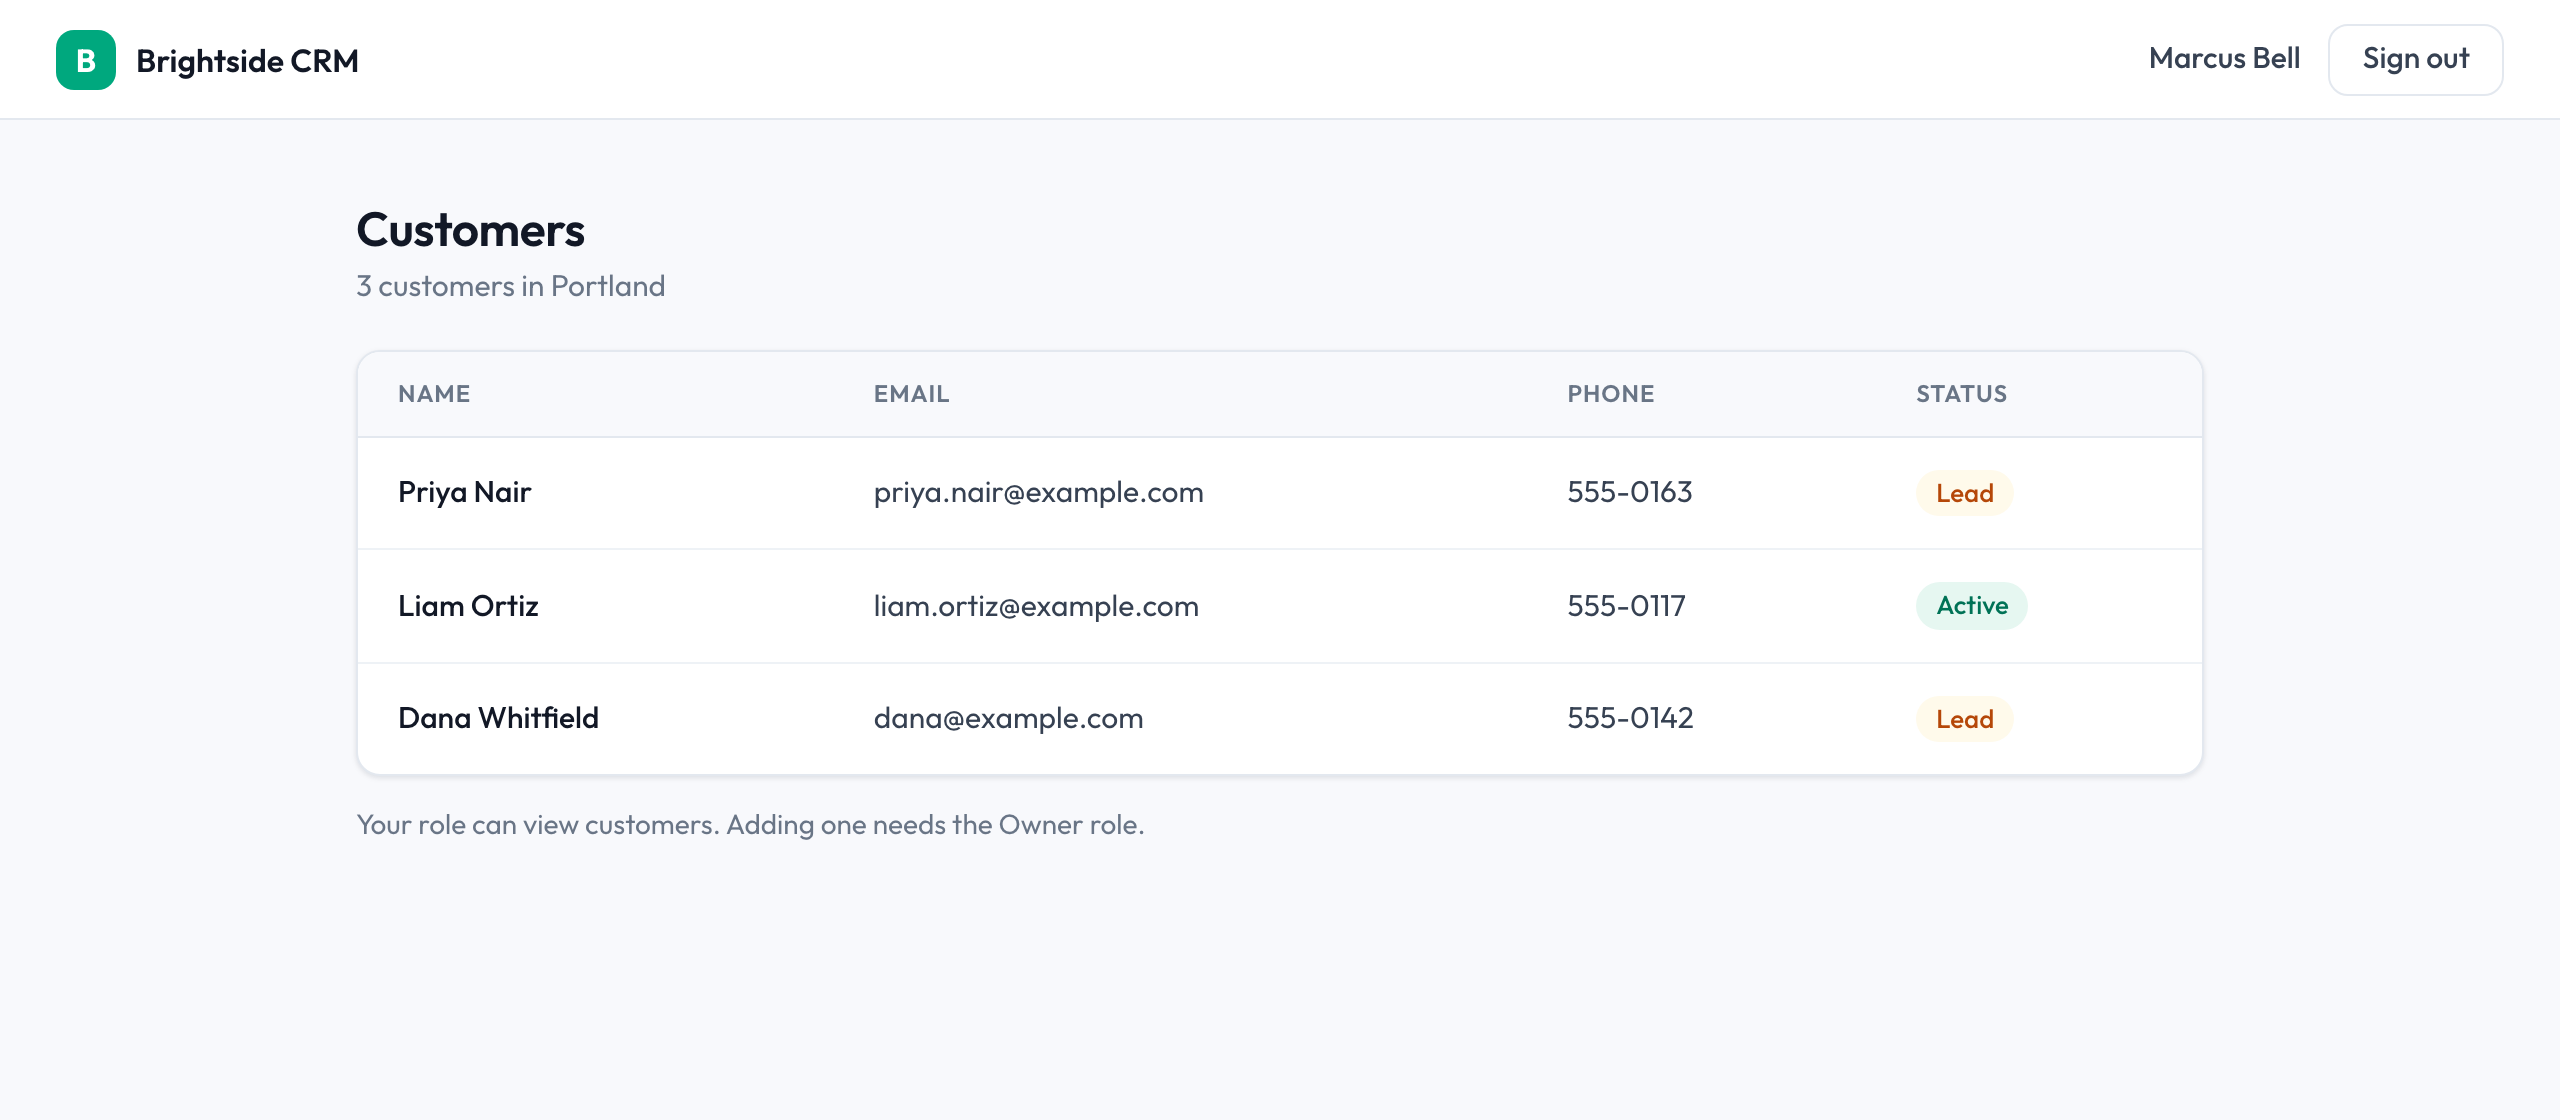 B Brightside CRM
Marcus Bell Sign out
Customers
3 customers in Portland
NAME EMAIL PHONE STATUS
Priya Nair priya.nair@example.com 555-0163 Lead
Liam Ortiz liam.ortiz@example.com 555-0117 Active
Dana Whitfield dana@example.com 555-0142 Lead
Your role can view customers. Adding one needs the Owner role.